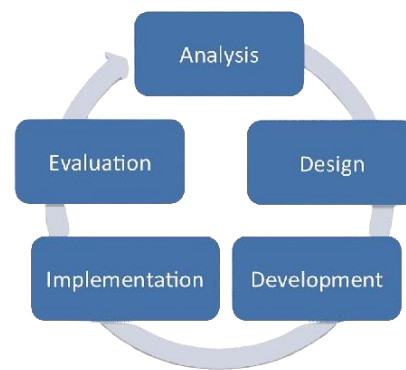 Analysis
Design
Development
Implementation
Evaluation